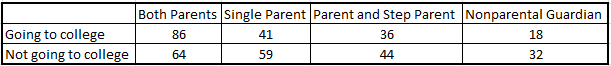 Both Parents Single Parent Parent and Step Parent Nonparental Guardian
Going to college 86 41 36 18
Not going to college 64 59 44 32